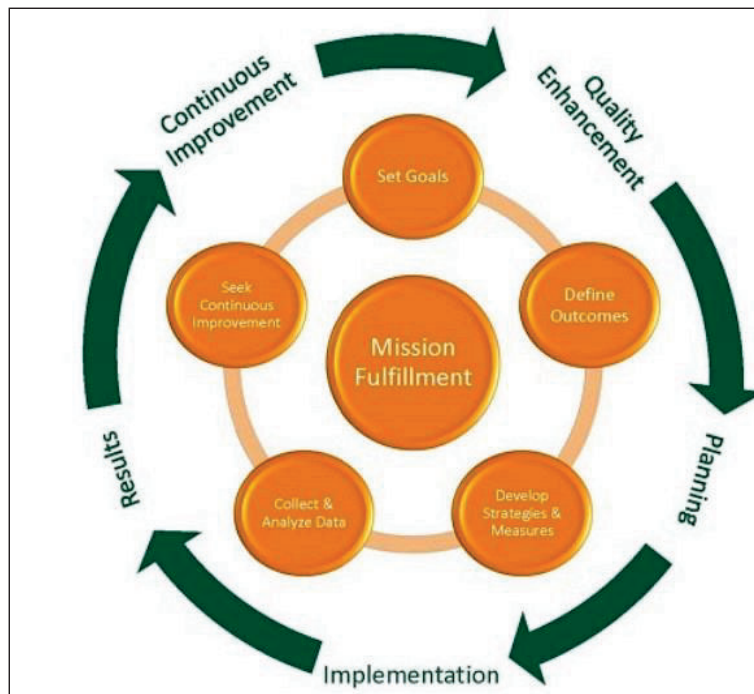 Continuous
Improvement
Quality
Enhancement
Set Goals
Seek
Continuous
Improvement
Define
Outcomes
Mission
Fulfillment
Results
Planning
Collect &
Analyze Data
Develop
Strategies &
Measures
Implementation